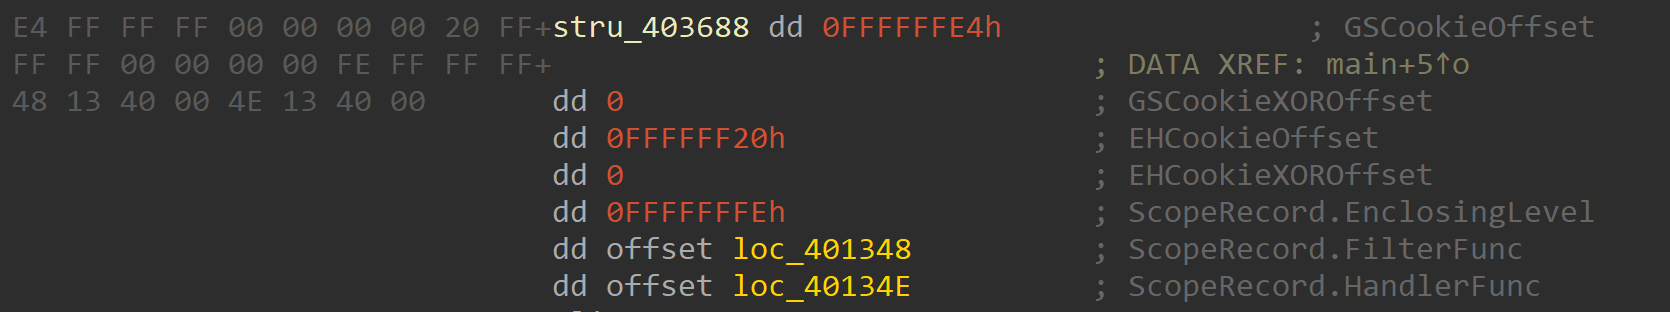 E4 FF FF FF 00 00 00 00 20 FF+stru_403688 dd 0FFFFFFE4h ; GSCookieOffset
FF FF 00 00 00 00 FE FF FF FF+ ; DATA XREF: main+5↑o
48 13 40 00 4E 13 40 00 dd 0 ; GSCookieXOROffset
dd 0FFFFFF20h ; EHCookieOffset
dd 0 ; EHCookieXOROffset
dd 0FFFFFFFEh ; ScopeRecord.EnclosingLevel
dd offset loc_401348 ; ScopeRecord.FilterFunc
dd offset loc_40134E ; ScopeRecord.HandlerFunc